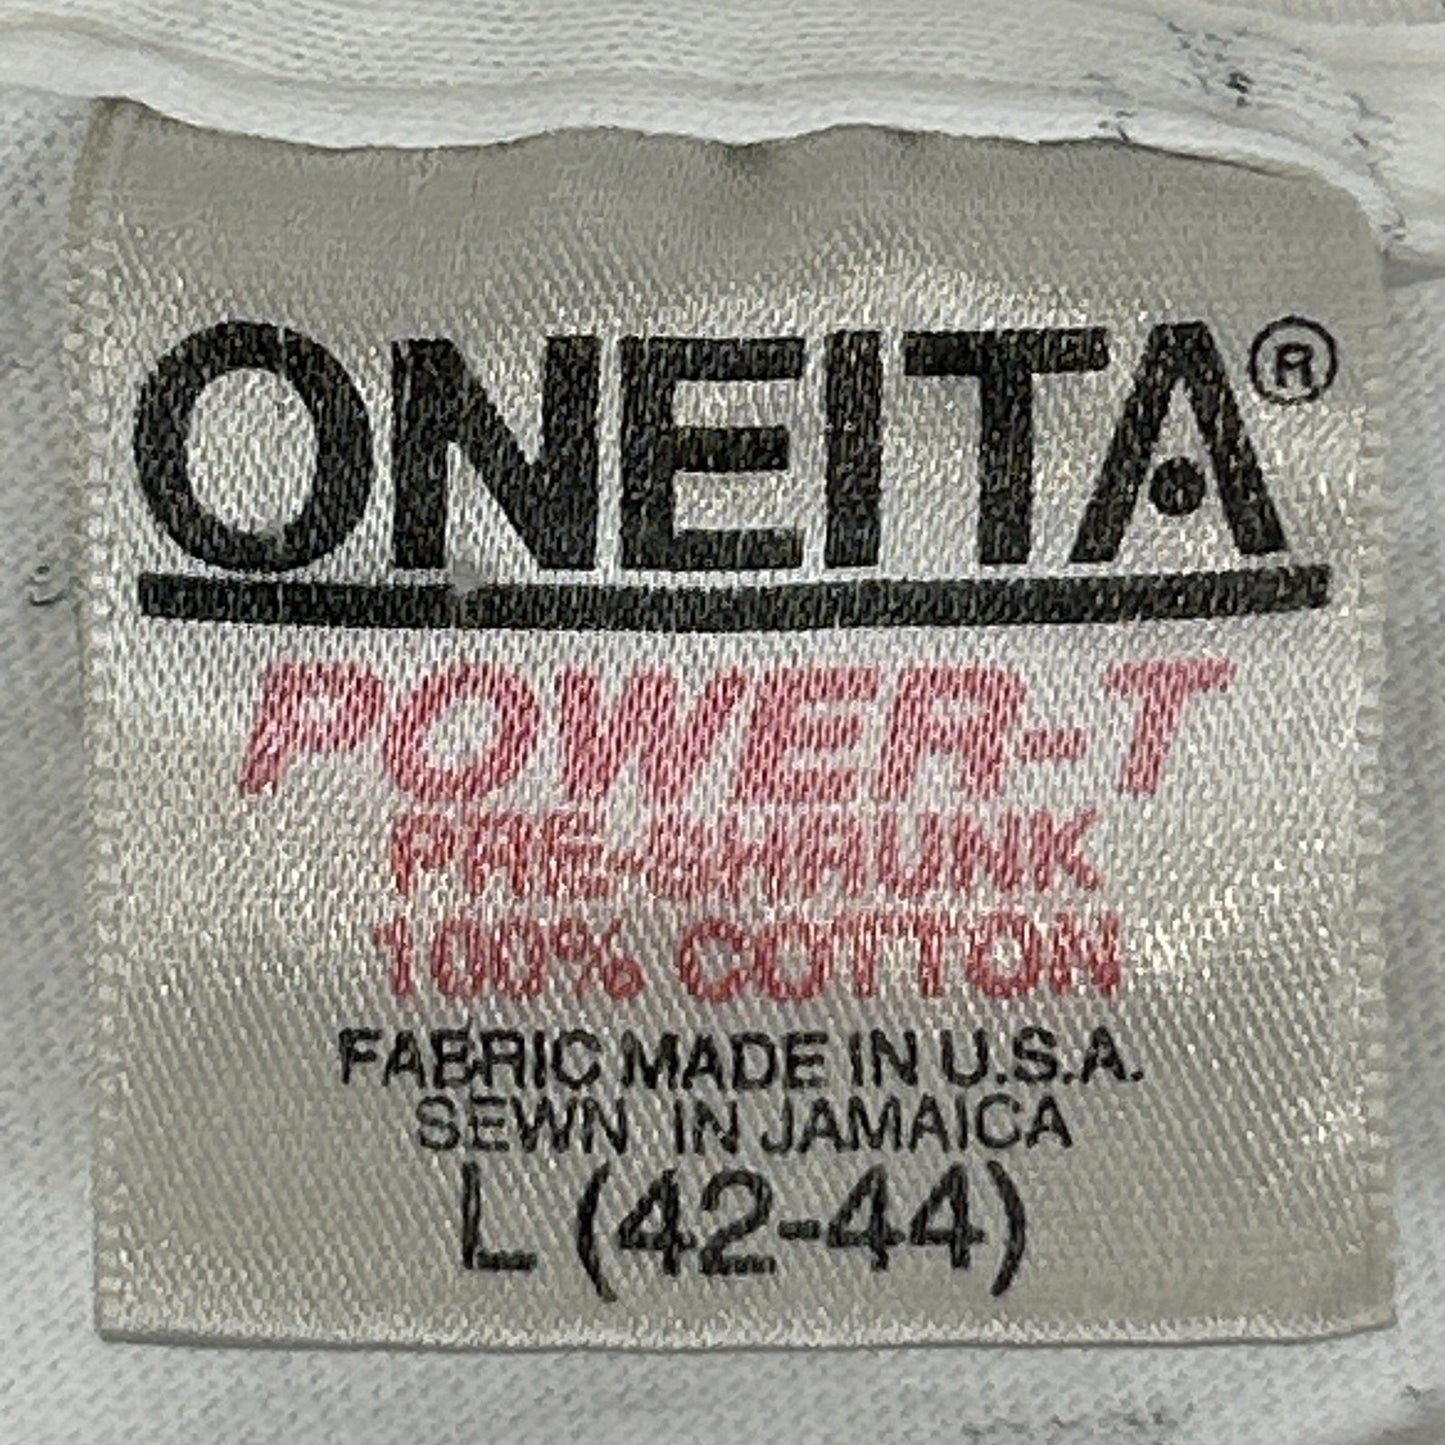 ONEITA®
POWER-T
PRE-SHRUNK
100% COTTON
FABRIC MADE IN U.S.A.
SEWN IN JAMAICA
L (42-44)